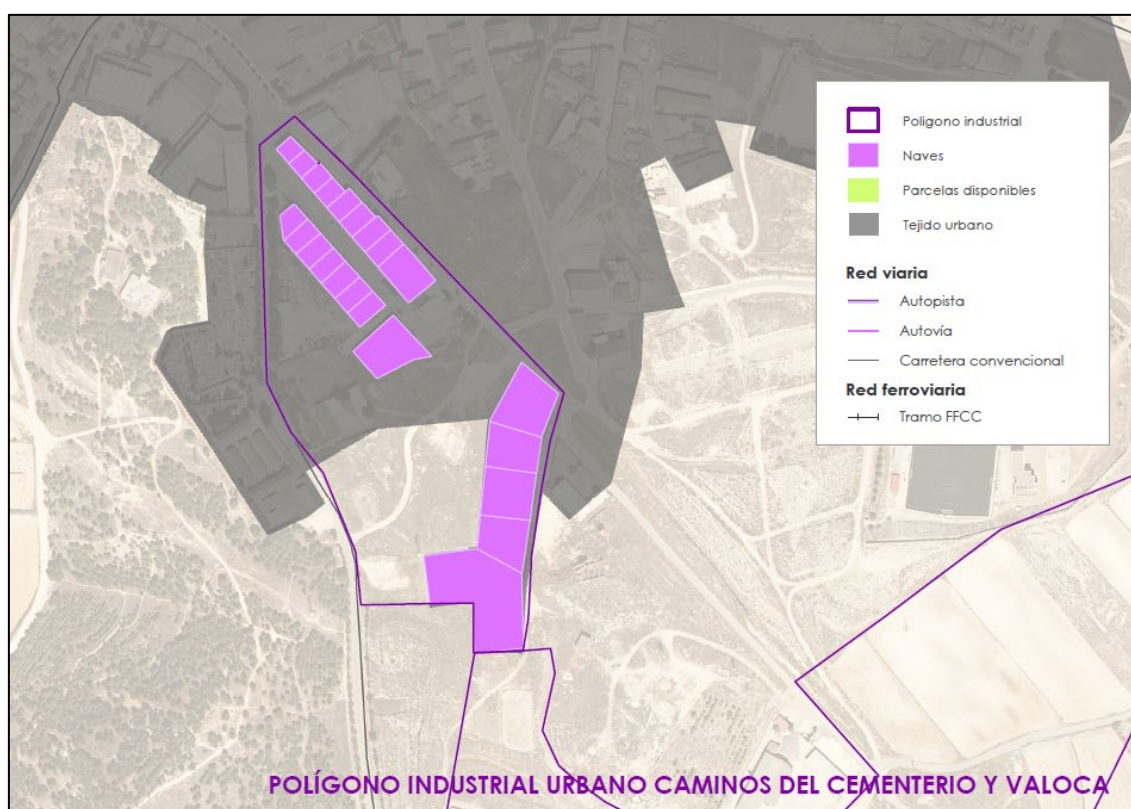 Poligono industrial
Naves
Parcelas disponibles
Tejido urbano
Red viaria
Autopista
Autovía
Carretera convencional
Red ferroviaria
Tramo FFCC
POLÍGONO INDUSTRIAL URBANO CAMINOS DEL CEMENTERIO Y VALOCA